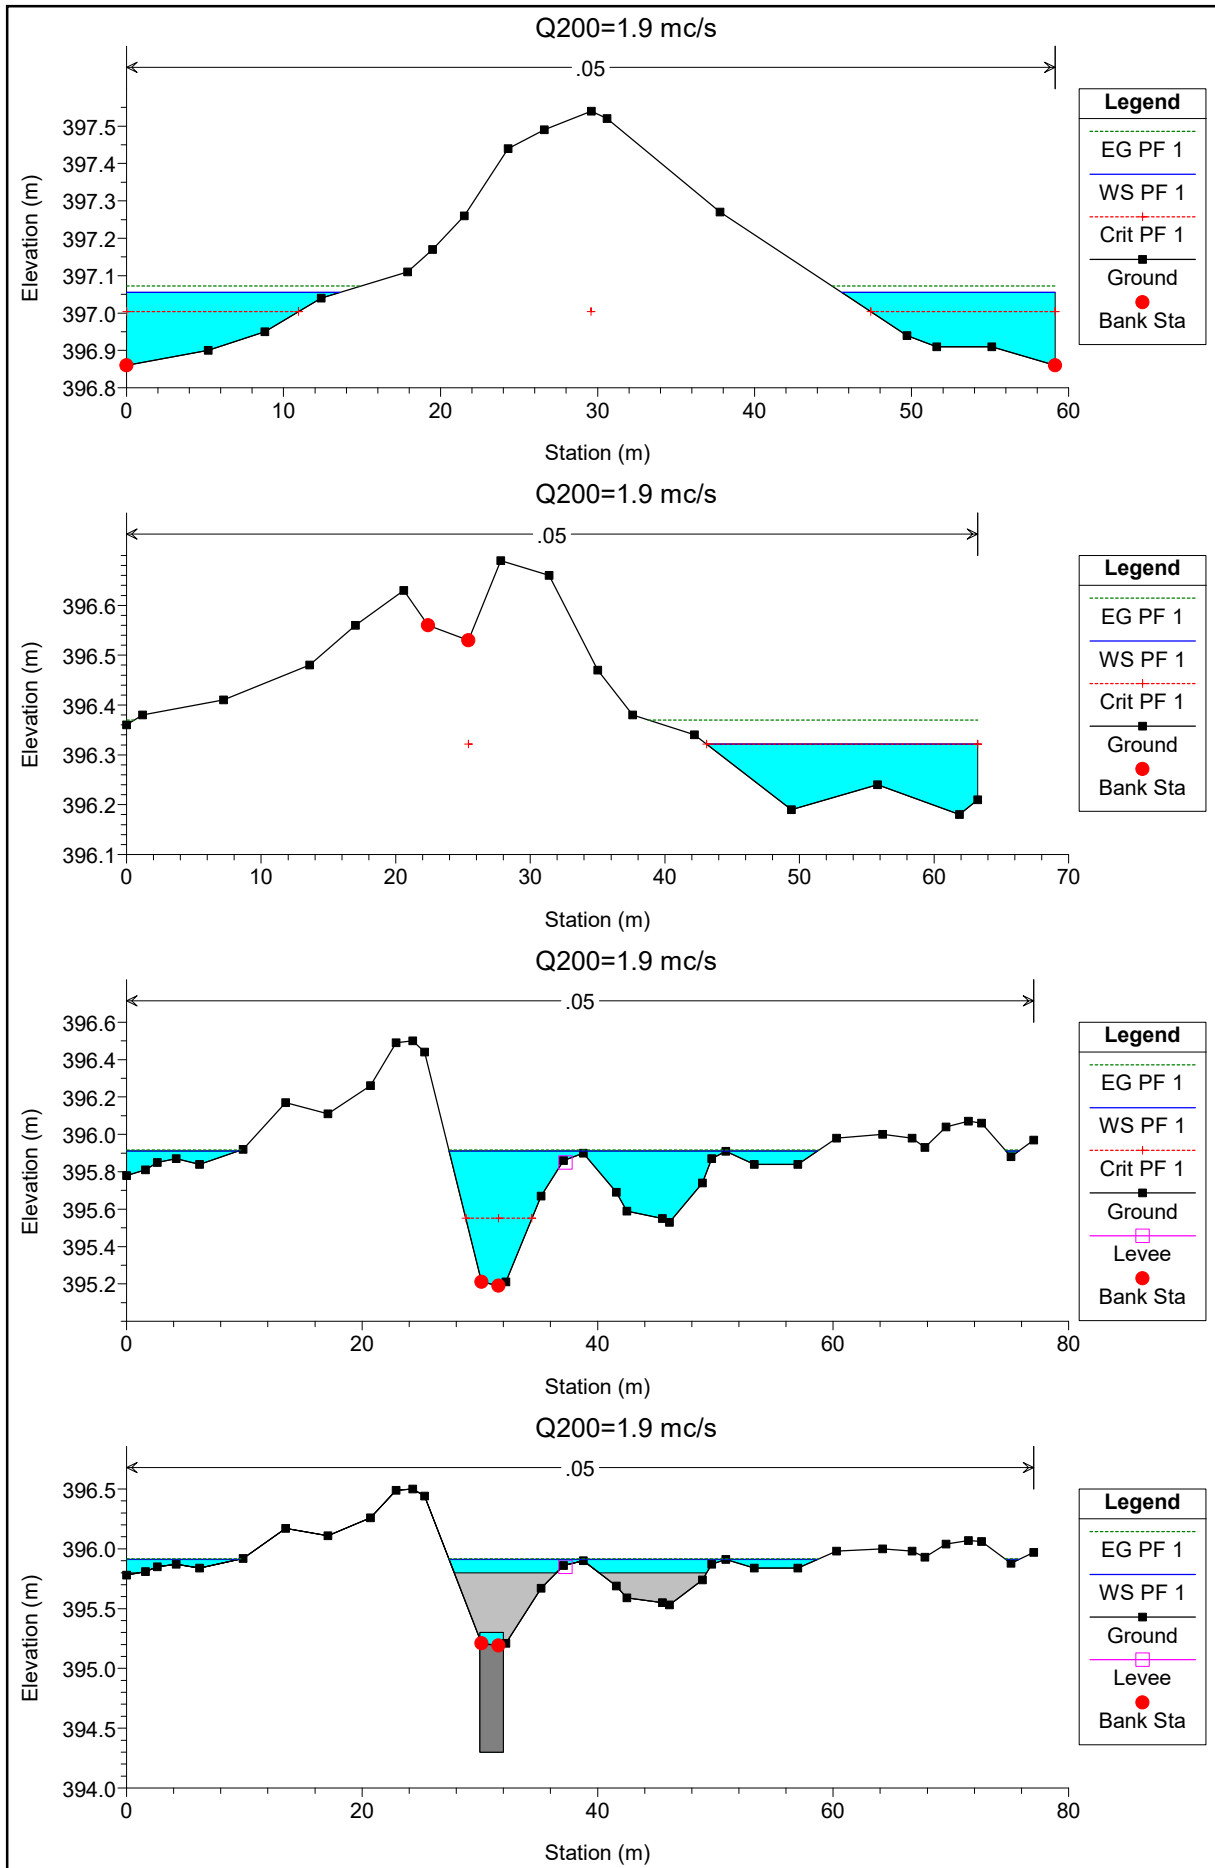 Q200=1.9 mc/s
.05
Legend
EG PF 1
WS PF 1
Crit PF 1
Ground
Bank Sta
Elevation (m)
397.5
397.4
397.3
397.2
397.1
397.0
396.9
396.8
0 10 20 30 40 50 60
Station (m)
Q200=1.9 mc/s
.05
Legend
EG PF 1
WS PF 1
Crit PF 1
Ground
Bank Sta
Elevation (m)
396.6
396.5
396.4
396.3
396.2
396.1
0 10 20 30 40 50 60 70
Station (m)
Q200=1.9 mc/s
.05
Legend
EG PF 1
WS PF 1
Crit PF 1
Ground
Levee
Bank Sta
Elevation (m)
396.6
396.4
396.2
396.0
395.8
395.6
395.4
395.2
0 20 40 60 80
Station (m)
Q200=1.9 mc/s
.05
Legend
EG PF 1
WS PF 1
Ground
Levee
Bank Sta
Elevation (m)
396.5
396.0
395.5
395.0
394.5
394.0
0 20 40 60 80
Station (m)